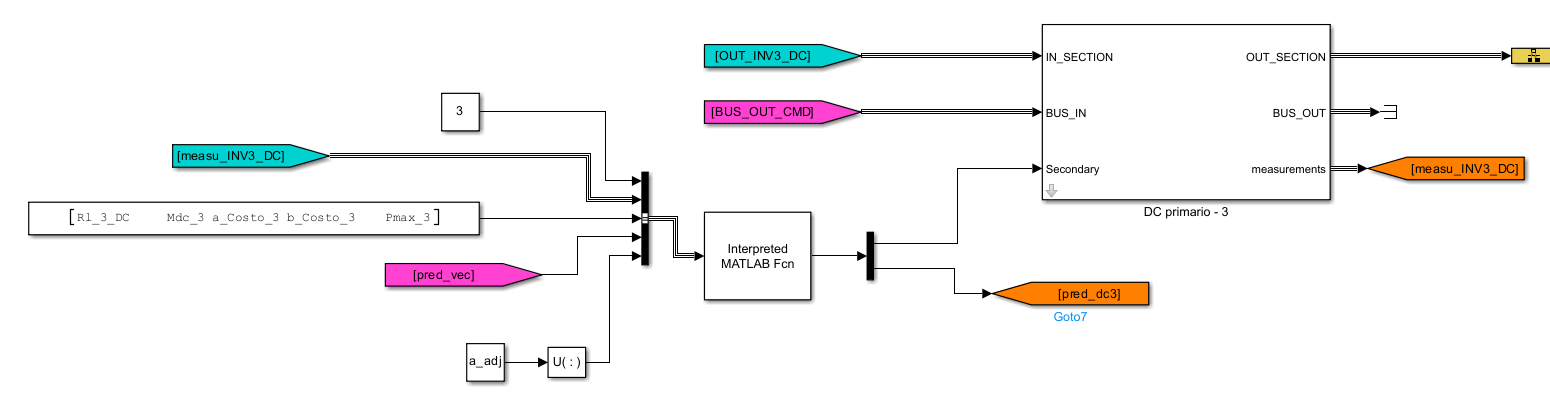 [OUT_INV3_DC]
IN_SECTION
OUT_SECTION
3
[BUS_OUT_CMD]
BUS_IN
BUS_OUT
[measu_INV3_DC]
Secondary
measurements
[measu_INV3_DC]
[Rl_3_DC Mdc_3 a_Costo_3 b_Costo_3 Pmax_3]
DC primario - 3
Interpreted
MATLAB Fcn
[pred_vec]
[pred_dc3]
Goto7
a_adj
U( : )